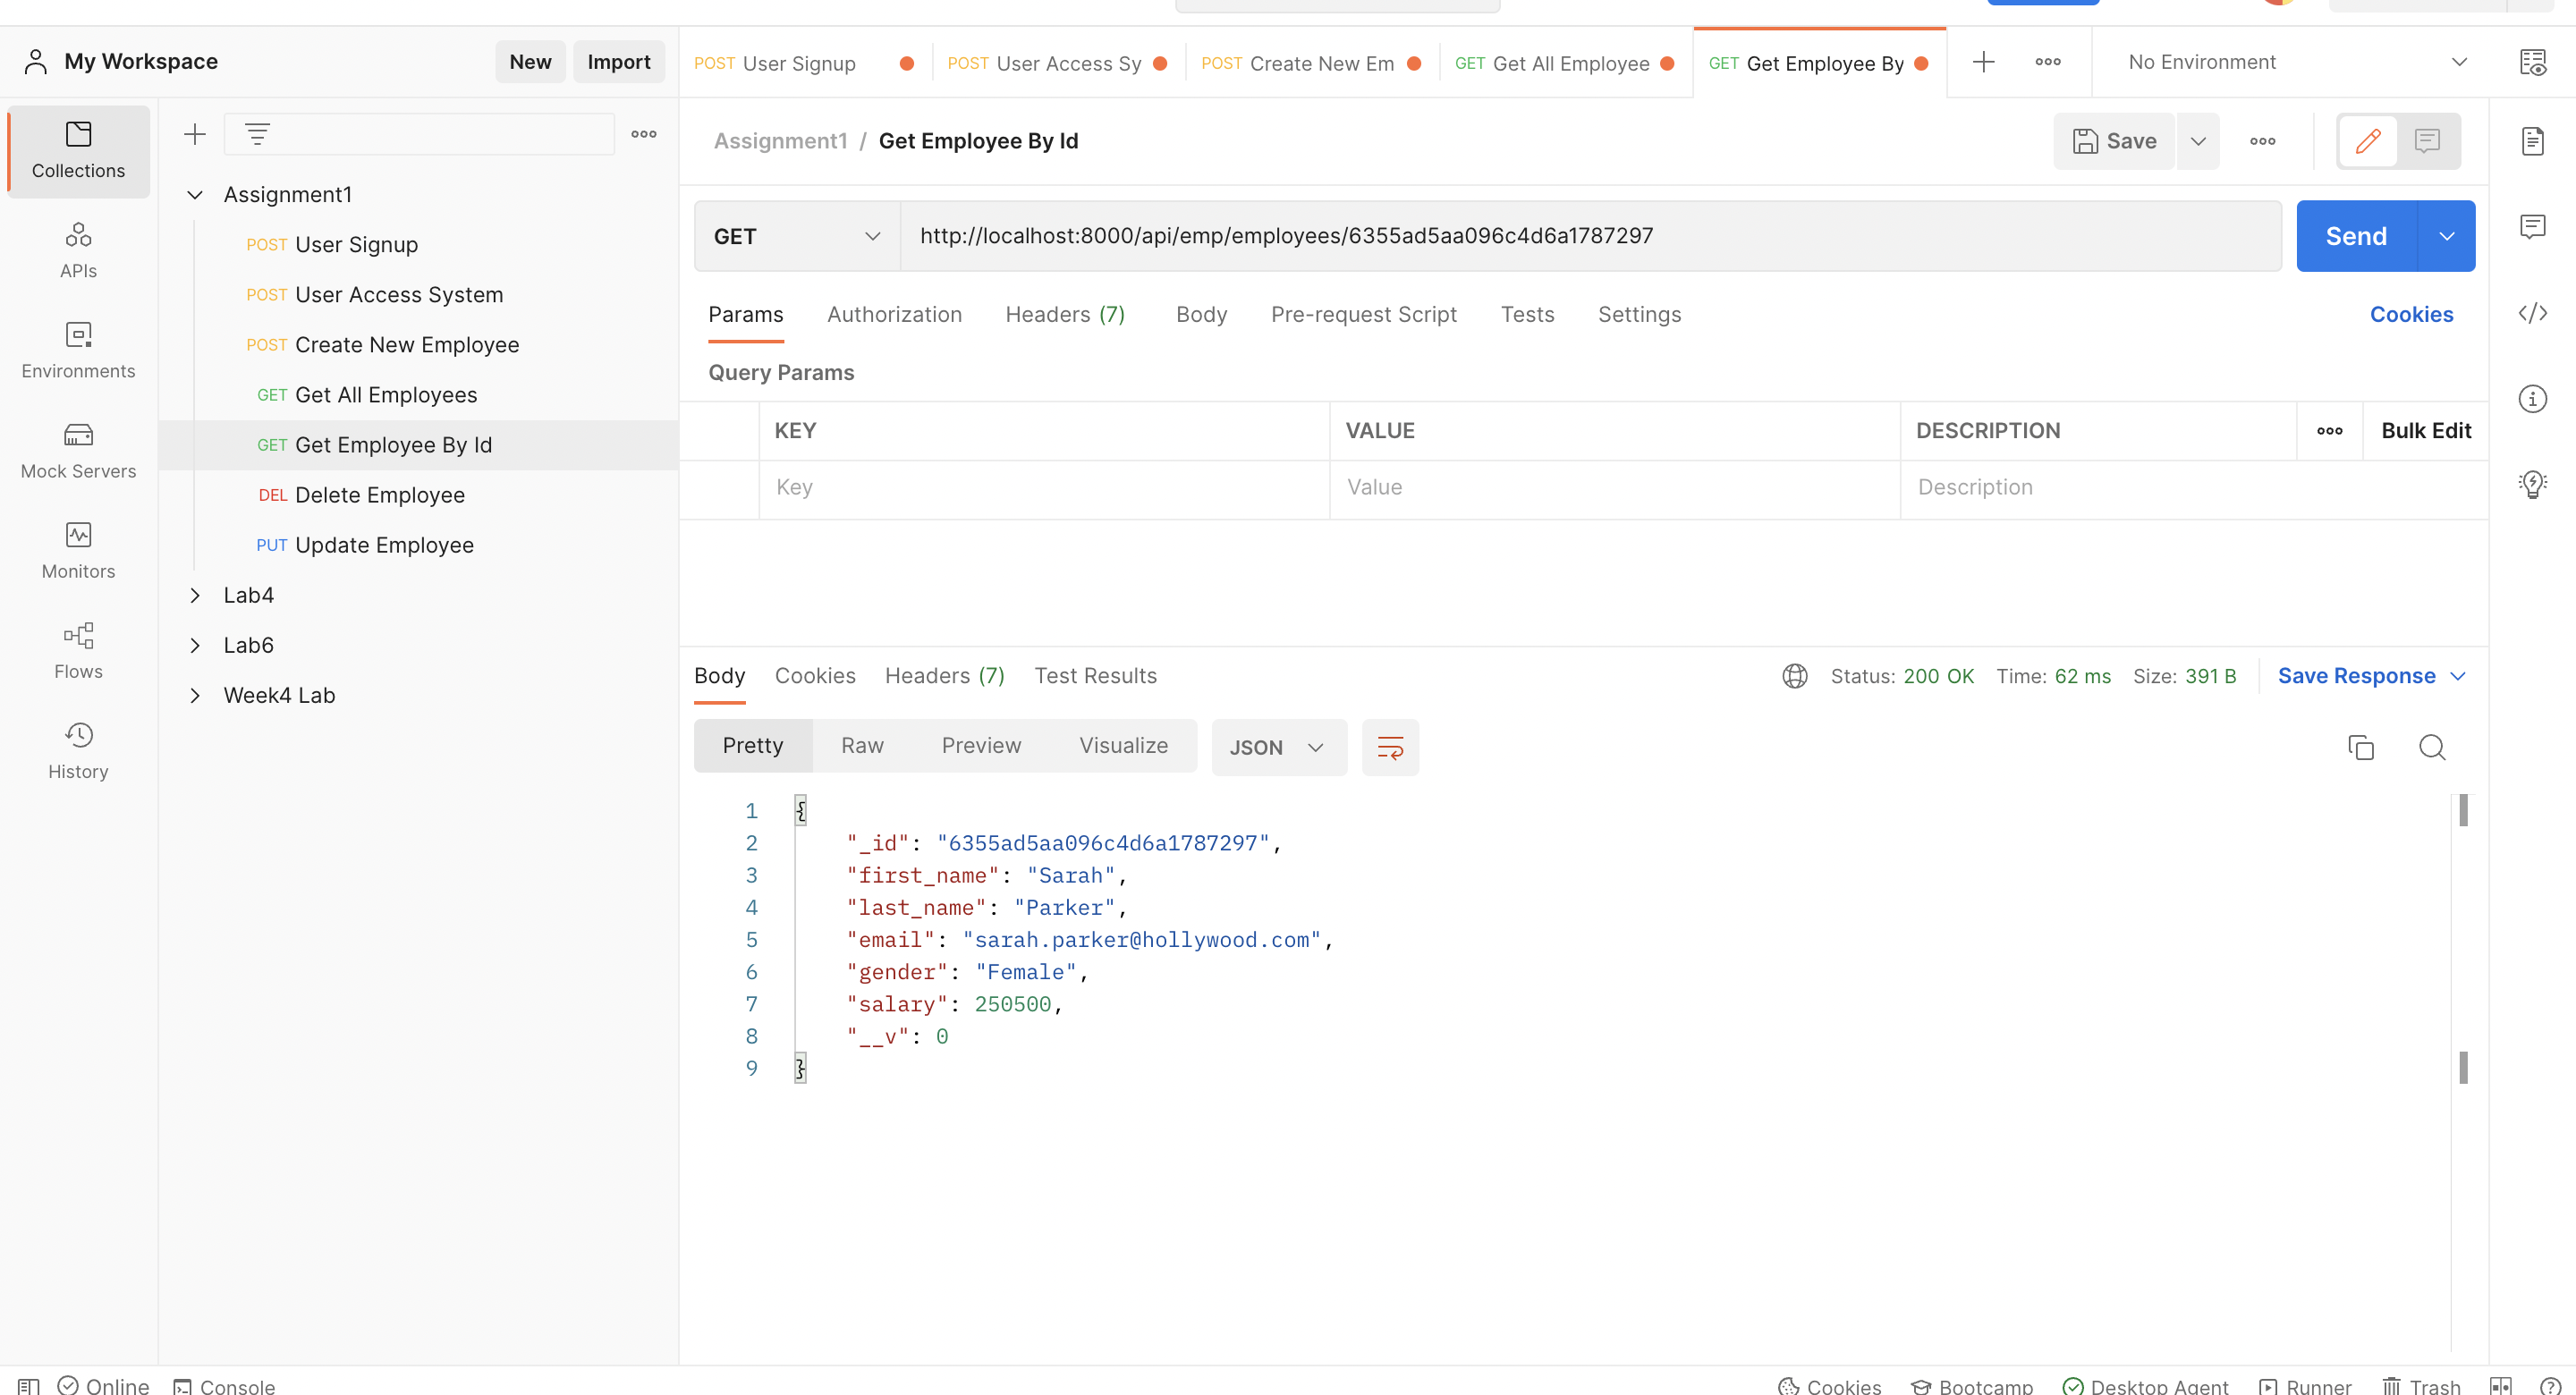 My Workspace
New
Import
POST User Signup
POST User Access Sy
POST Create New Em
GET Get All Employee
GET Get Employee By
No Environment
Collections
APIs
Environments
Mock Servers
Monitors
Flows
History
Assignment1
POST User Signup
POST User Access System
POST Create New Employee
GET Get All Employees
GET Get Employee By Id
DEL Delete Employee
PUT Update Employee
Lab4
Lab6
Week4 Lab
Assignment1 / Get Employee By Id
Save
GET
http://localhost:8000/api/emp/employees/6355ad5aa096c4d6a1787297
Send
Params Authorization Headers (7) Body Pre-request Script Tests Settings Cookies
Query Params
KEY VALUE DESCRIPTION Bulk Edit
Key Value Description
Body Cookies Headers (7) Test Results Status: 200 OK Time: 62 ms Size: 391 B Save Response
Pretty Raw Preview Visualize JSON
1 {
2 "_id": "6355ad5aa096c4d6a1787297",
3 "first_name": "Sarah",
4 "last_name": "Parker",
5 "email": "sarah.parker@hollywood.com",
6 "gender": "Female",
7 "salary": 250500,
8 "__v": 0
9 }
Online Console Cookies Bootcamp Desktop Agent Runner Trash